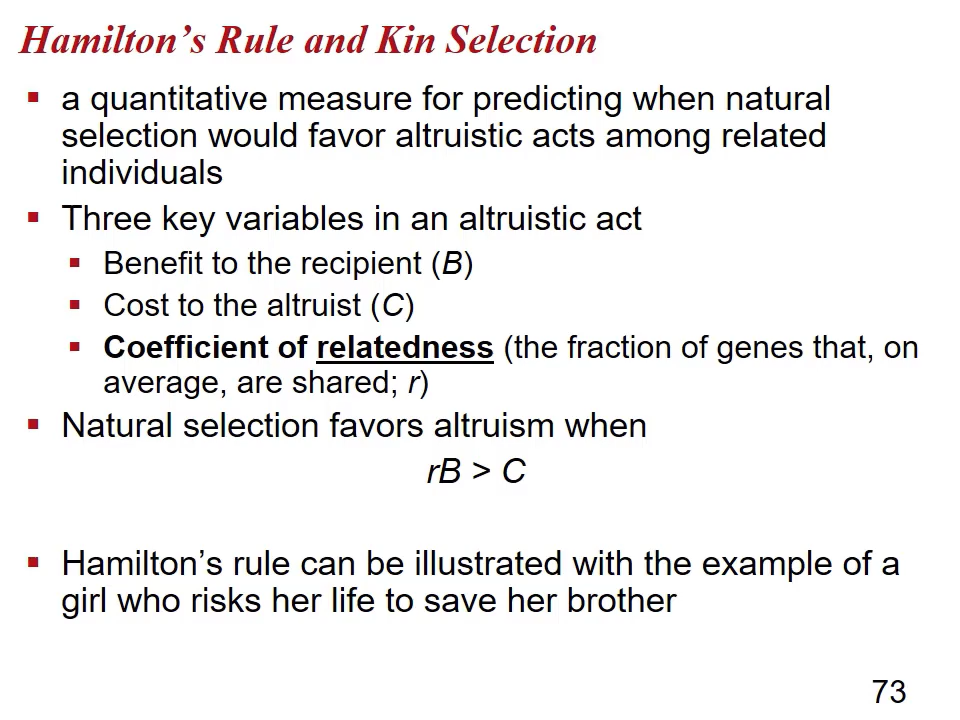 Hamilton’s Rule and Kin Selection
▪ a quantitative measure for predicting when natural
selection would favor altruistic acts among related
individuals
▪ Three key variables in an altruistic act
▪ Benefit to the recipient (B)
▪ Cost to the altruist (C)
▪ Coefficient of relatedness (the fraction of genes that, on
average, are shared; r)
▪ Natural selection favors altruism when
rB > C
▪ Hamilton’s rule can be illustrated with the example of a
girl who risks her life to save her brother
73